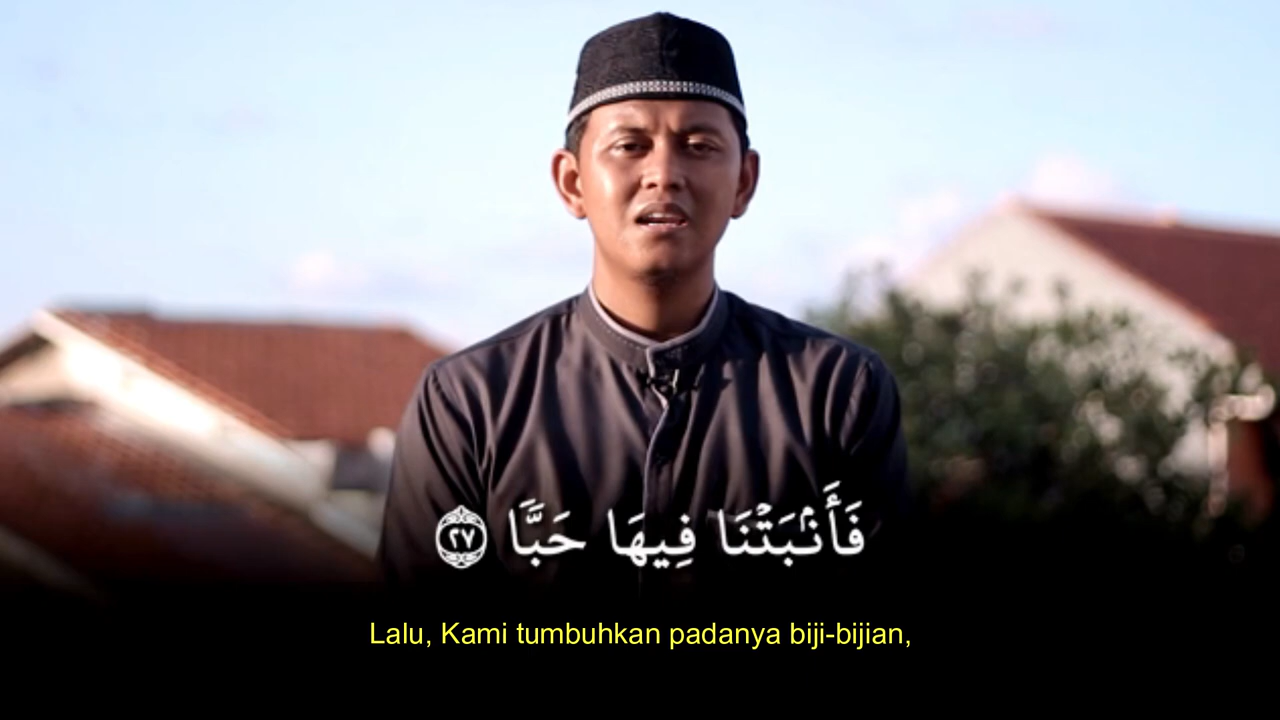 فَأَنۢبَتْنَا فِيهَا حَبًّا ٢٧
Lalu, Kami tumbuhkan padanya biji-bijian,